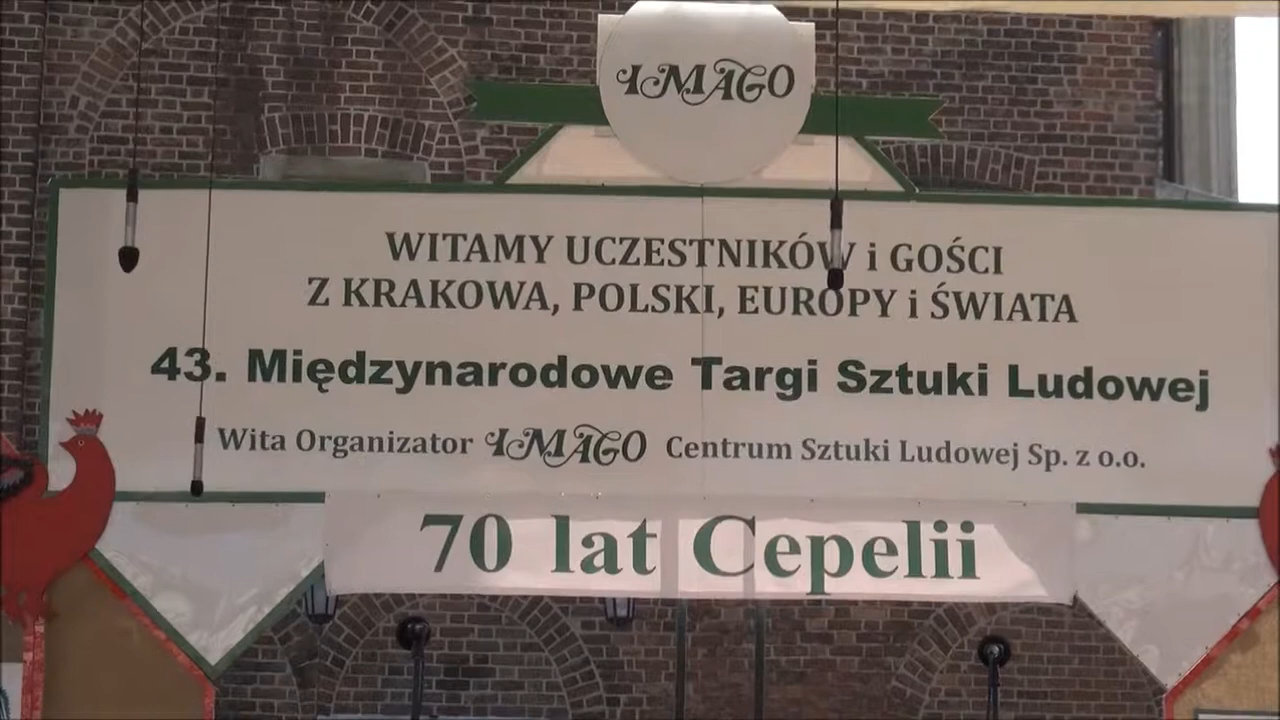 IMAGO
WITAMY UCZESTNIKÓW i GOŚCI
Z KRAKOWA, POLSKI, EUROPY i ŚWIATA
43. Międzynarodowe Targi Sztuki Ludowej
Wita Organizator IMAGO Centrum Sztuki Ludowej Sp. z o.o.
70 lat Cepelii